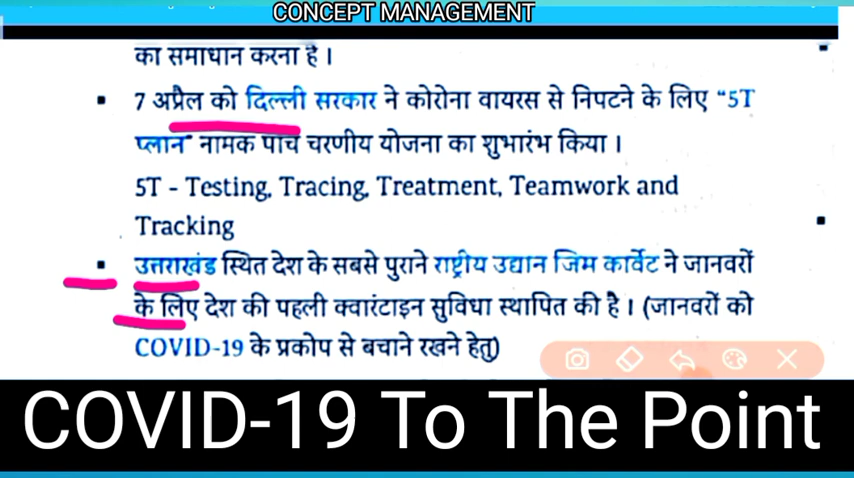 CONCEPT MANAGEMENT
का समाधान करना है ।
▪ 7 अप्रैल को दिल्ली सरकार ने कोरोना वायरस से निपटने के लिए “5T
प्लान” नामक पांच चरणीय योजना का शुभारंभ किया ।
5T - Testing, Tracing, Treatment, Teamwork and
Tracking
▪ उत्तराखंड स्थित देश के सबसे पुराने राष्ट्रीय उद्यान जिम कार्वेट ने जानवरों
के लिए देश की पहली क्वारंटाइन सुविधा स्थापित की है । (जानवरों को
COVID-19 के प्रकोप से बचाने रखने हेतु)
COVID-19 To The Point